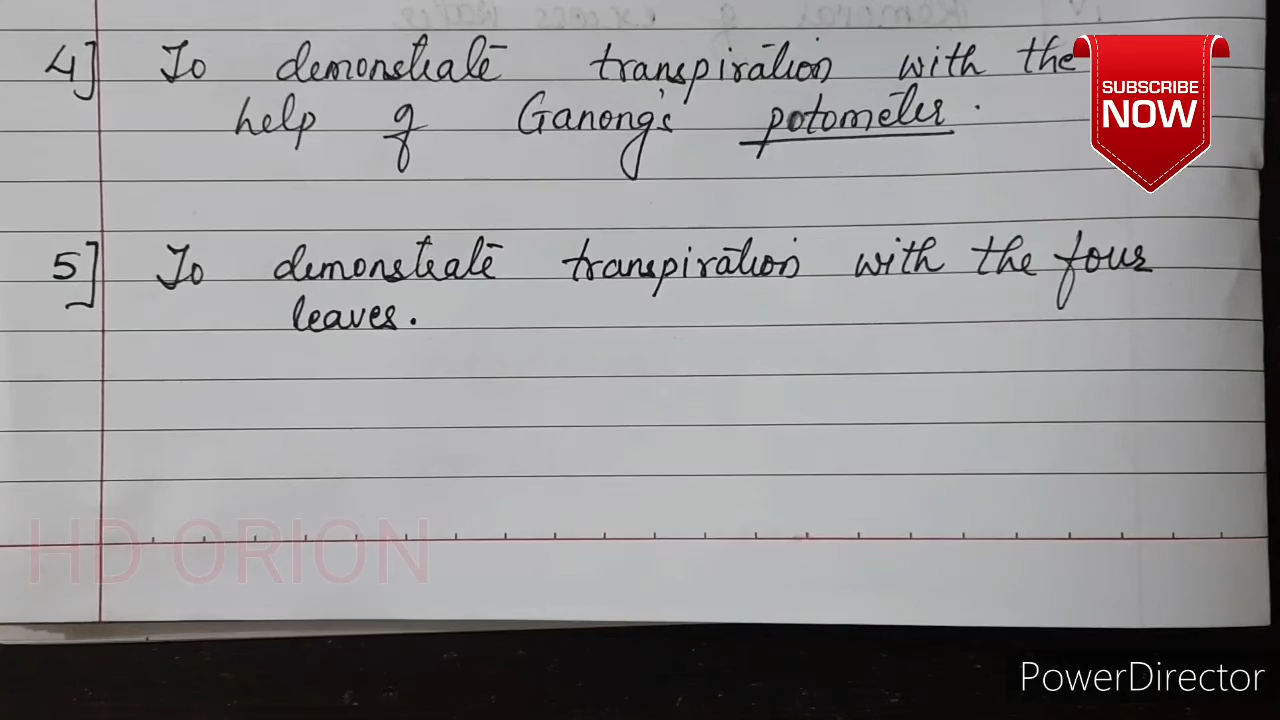 4] To demonstrate transpiration with the
help of Ganong's potometer.
SUBSCRIBE
NOW
5] To demonstrate transpiration with the four
leaves.
HD ORION
PowerDirector